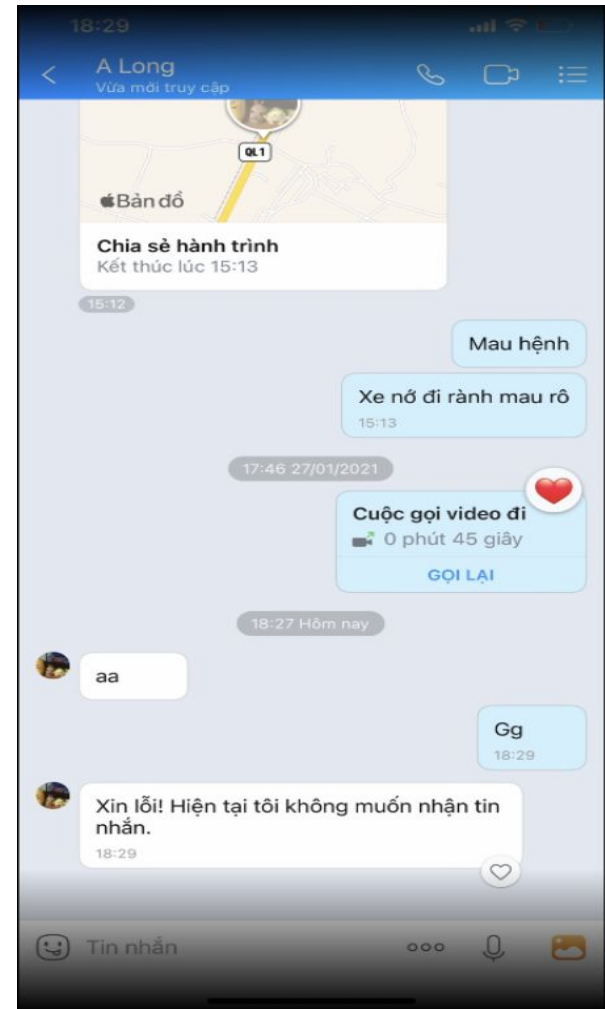 18:29
A Long
Vừa mới truy cập
QL1
Bản đồ
Chia sẻ hành trình
Kết thúc lúc 15:13
15:12
Mau hệnh
Xe nớ đi rành mau rô
15:13
17:46 27/01/2021
Cuộc gọi video đi
0 phút 45 giây
GỌI LẠI
18:27 Hôm nay
aa
Gg
18:29
Xin lỗi! Hiện tại tôi không muốn nhận tin
nhắn.
18:29
Tin nhắn